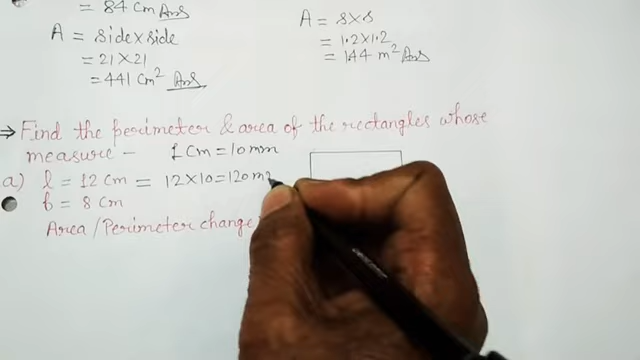 = 84 cm Ans
A = side x side
= 21 x 21
= 441 cm² Ans
A = s x s
= 1.2 x 1.2
= 1.44 m² Ans
⇒ Find the perimeter & area of the rectangles whose
measure - 1 cm = 10 mm
a) l = 12 cm = 12 x 10 = 120 m
b = 8 cm
Area / Perimeter change